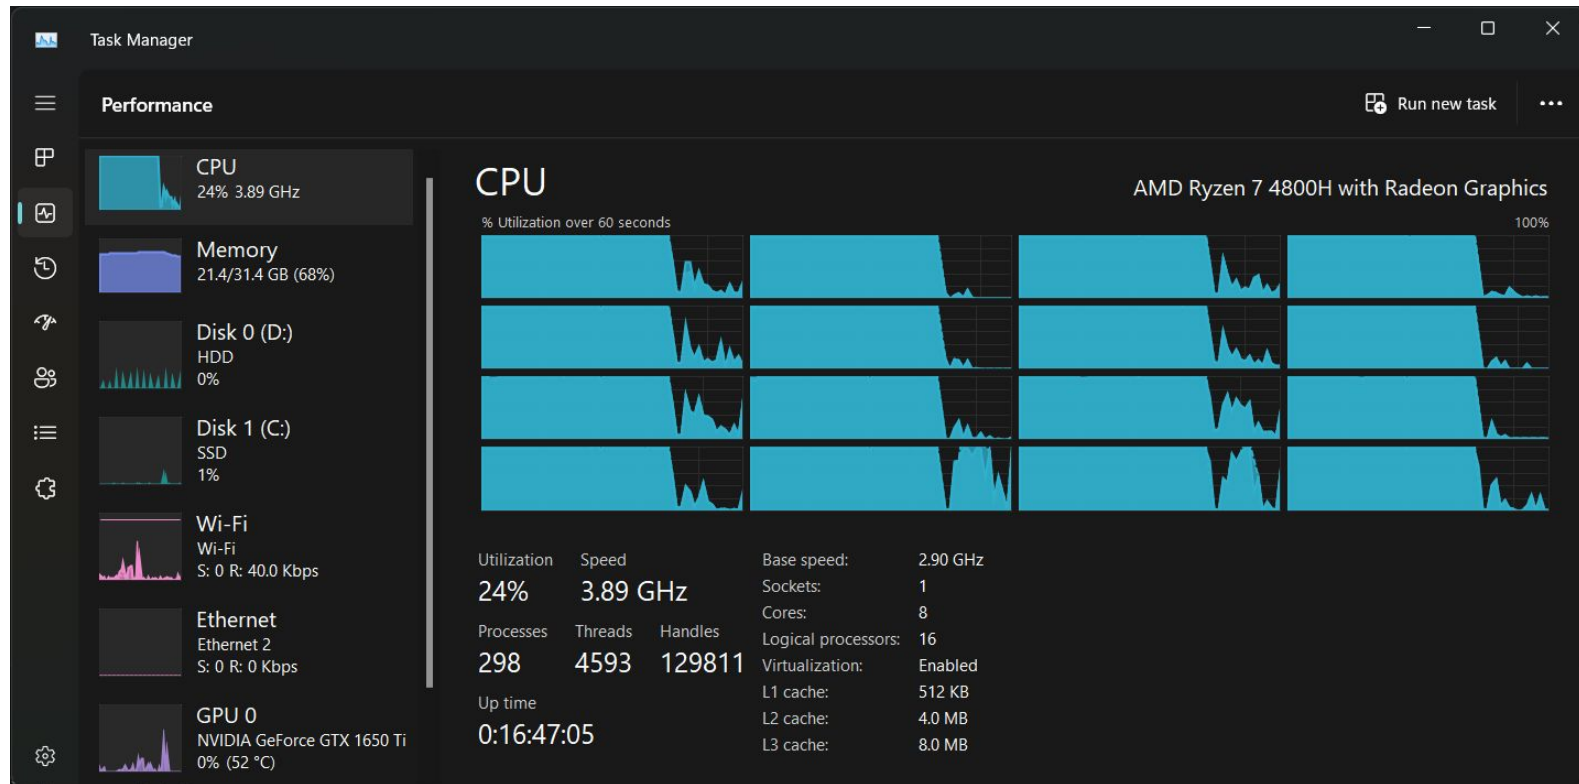 Task Manager
Performance
Run new task
CPU
24% 3.89 GHz
Memory
21.4/31.4 GB (68%)
Disk 0 (D:)
HDD
0%
Disk 1 (C:)
SSD
1%
Wi-Fi
Wi-Fi
S: 0 R: 40.0 Kbps
Ethernet
Ethernet 2
S: 0 R: 0 Kbps
GPU 0
NVIDIA GeForce GTX 1650 Ti
0% (52 °C)
CPU
AMD Ryzen 7 4800H with Radeon Graphics
% Utilization over 60 seconds
100%
Utilization Speed
24% 3.89 GHz
Processes Threads Handles
298 4593 129811
Up time
0:16:47:05
Base speed: 2.90 GHz
Sockets: 1
Cores: 8
Logical processors: 16
Virtualization: Enabled
L1 cache: 512 KB
L2 cache: 4.0 MB
L3 cache: 8.0 MB